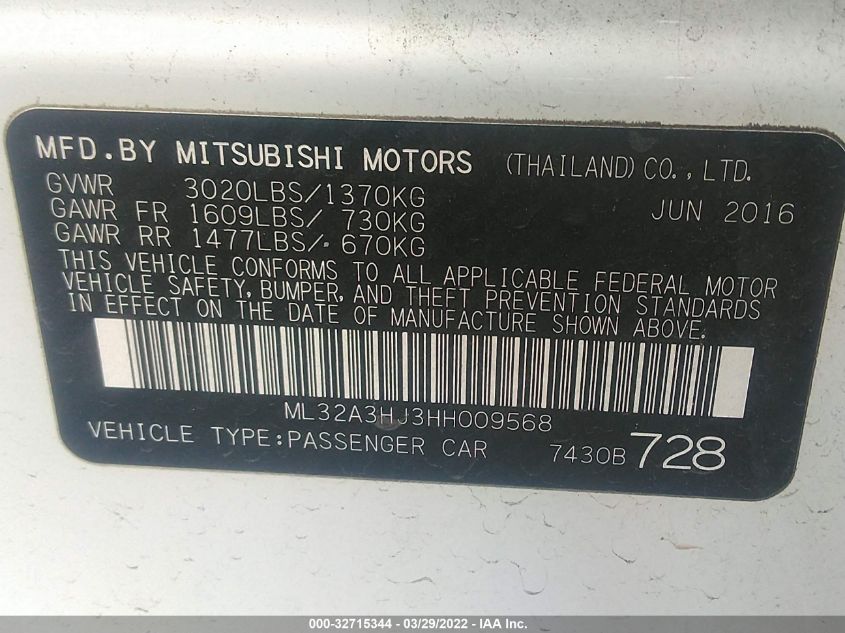 MFD.BY MITSUBISHI MOTORS (THAILAND) CO., LTD.
GVWR 3020LBS/1370KG JUN 2016
GAWR FR 1609LBS/ 730KG
GAWR RR 1477LBS/ 670KG
THIS VEHICLE CONFORMS TO ALL APPLICABLE FEDERAL MOTOR
VEHICLE SAFETY, BUMPER, AND THEFT PREVENTION STANDARDS
IN EFFECT ON THE DATE OF MANUFACTURE SHOWN ABOVE.
ML32A3HJ3HH009568
VEHICLE TYPE:PASSENGER CAR 7430B 728
000-32715344 - 03/29/2022 - IAA Inc.